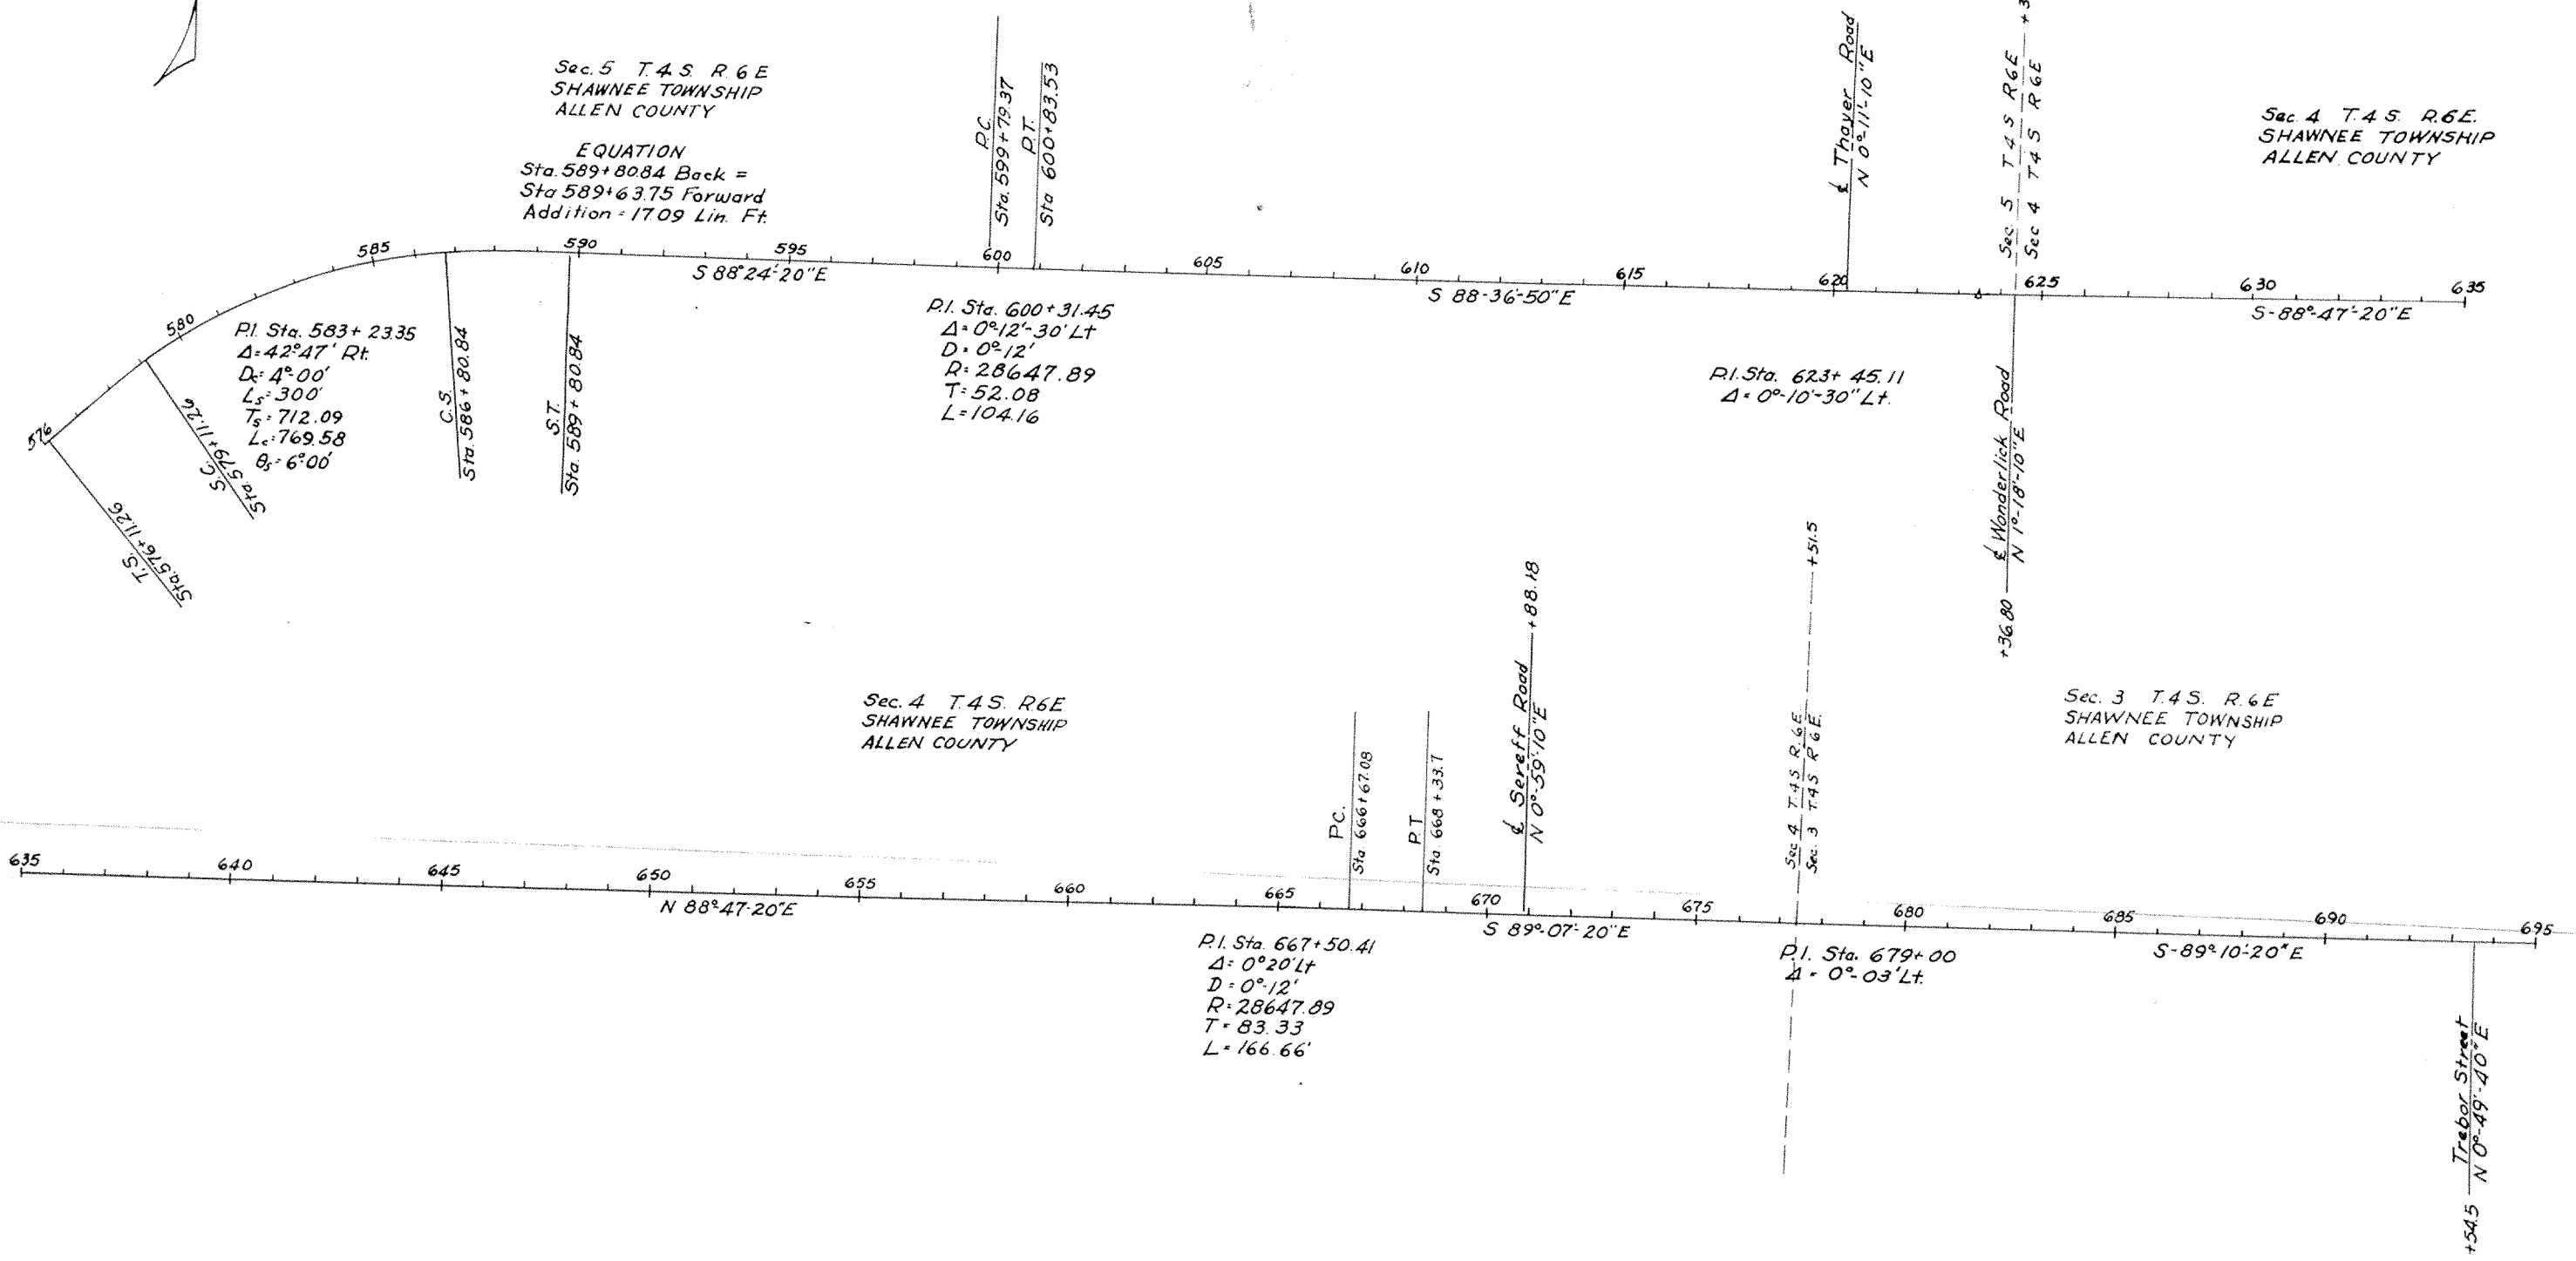 Sec. 5 T. 4 S. R. 6 E
SHAWNEE TOWNSHIP
ALLEN COUNTY
EQUATION
Sta. 589+80.84 Back =
Sta 589+63.75 Forward
Addition = 17.09 Lin. Ft.
P.C.
Sta. 599+79.37
P.T.
Sta 600+83.53
℄ Thayer Road
N 0°-11'-10"E
Sec. 5 T4S R6E
Sec 4 T4S R6E
Sec. 4 T. 4 S. R.6E.
SHAWNEE TOWNSHIP
ALLEN COUNTY
576 580 585 590 595 600 605 610 615 620 625 630 635
S 88°24'-20"E
S 88-36-50"E
S-88°-47'-20"E
P.I. Sta. 583+23.35
Δ=42°47' Rt.
Dc=4°-00'
Ls=300'
Ts=712.09
Lc=769.58
θs=6°00'
T.S.
Sta. 576+11.26
S.C.
Sta. 579+11.26
C.S.
Sta. 586+80.84
S.T.
Sta. 589+80.84
P.I. Sta. 600+31.45
Δ=0°-12'-30' Lt
D=0°-12'
R=28647.89
T=52.08
L=104.16
P.I. Sta. 623+45.11
Δ=0°-10'-30" Lt.
℄ Wonderlick Road
N 1°-18'-10"E
+36.80
Sec. 4 T. 4 S. R.6E.
SHAWNEE TOWNSHIP
ALLEN COUNTY
P.C.
Sta. 666+67.08
P.T
Sta. 668+33.7
℄ Sereff Road
+88.18
N 0°-59'-10"E
+51.5
Sec 4 T.4S R.6E.
Sec. 3 T.4S R6E.
Sec. 3 T.4 S. R.6E
SHAWNEE TOWNSHIP
ALLEN COUNTY
635 640 645 650 655 660 665 670 675 680 685 690 695
N 88°-47-20"E
S 89°-07'-20"E
S-89°-10'-20"E
P.I. Sta. 667+50.41
Δ=0°20'Lt
D=0°-12'
R=28647.89
T=83.33
L=166.66'
P.I. Sta. 679+00
Δ=0°-03'Lt.
Trebor Street
N 0°-49'-40"E
+54.5